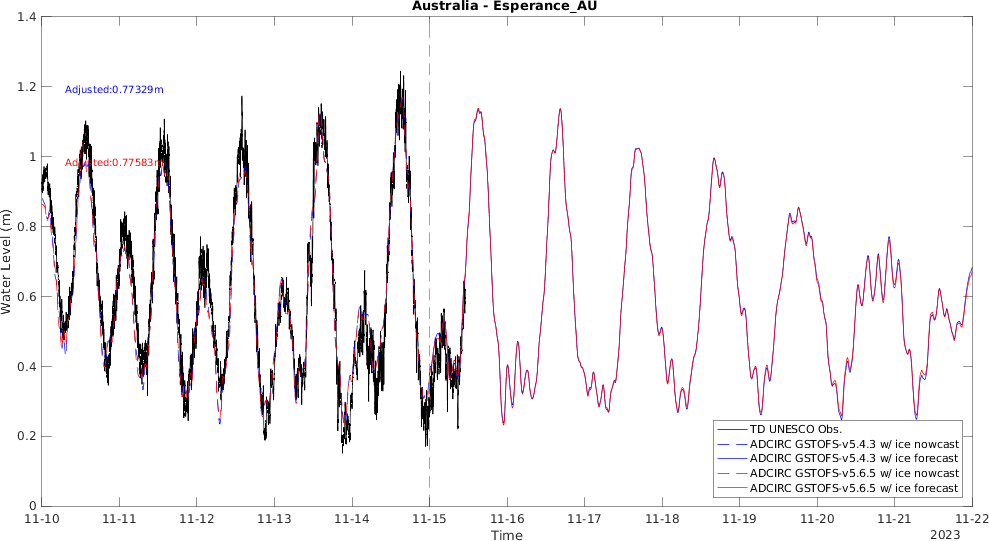 Australia - Esperance_AU
1.4
1.2
1
0.8
0.6
0.4
0.2
0
Water Level (m)
Adjusted:0.77329m
Adjusted:0.77583m
TD UNESCO Obs.
ADCIRC GSTOFS-v5.4.3 w/ ice nowcast
ADCIRC GSTOFS-v5.4.3 w/ ice forecast
ADCIRC GSTOFS-v5.6.5 w/ ice nowcast
ADCIRC GSTOFS-v5.6.5 w/ ice forecast
11-10 11-11 11-12 11-13 11-14 11-15 11-16 11-17 11-18 11-19 11-20 11-21 11-22
Time
2023